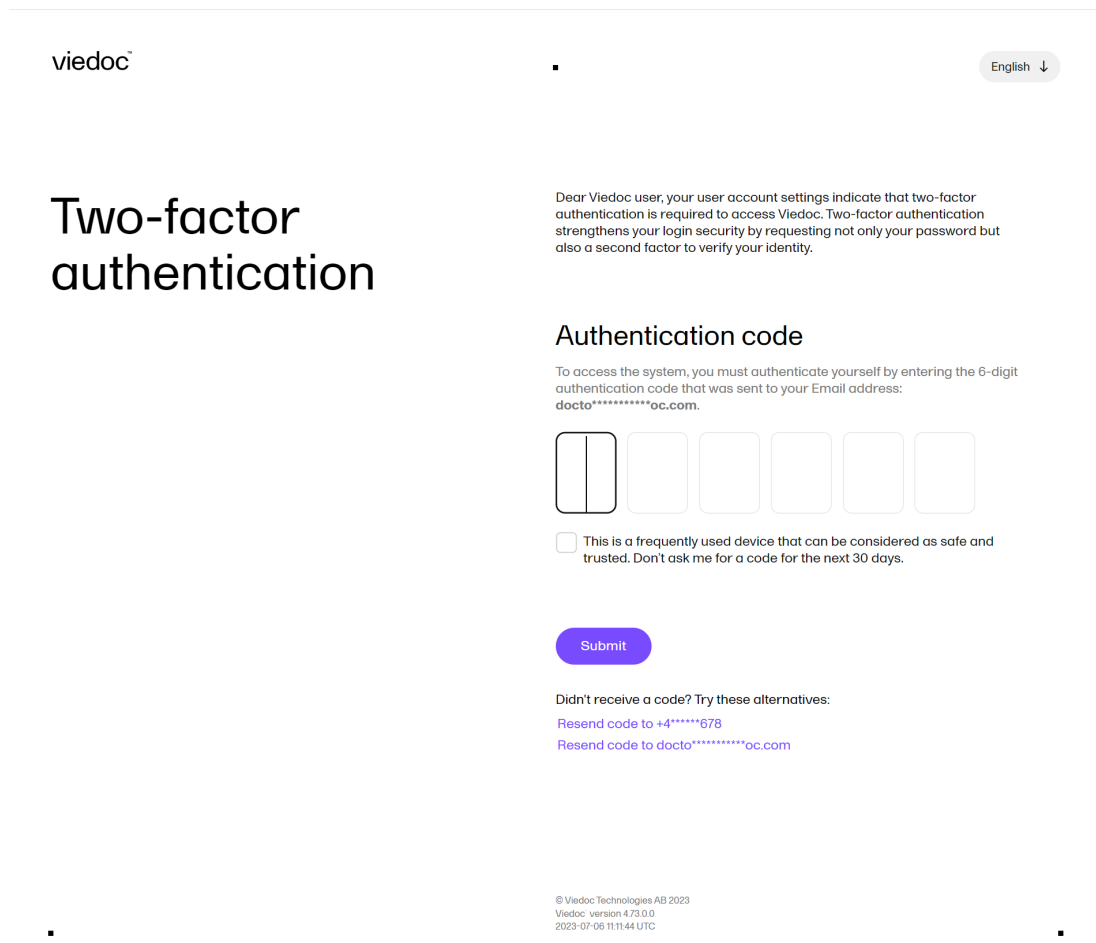 viedoc™
English ↓
Two-factor
authentication
Dear Viedoc user, your user account settings indicate that two-factor
authentication is required to access Viedoc. Two-factor authentication
strengthens your login security by requesting not only your password but
also a second factor to verify your identity.
Authentication code
To access the system, you must authenticate yourself by entering the 6-digit
authentication code that was sent to your Email address:
docto***********oc.com.
This is a frequently used device that can be considered as safe and
trusted. Don't ask me for a code for the next 30 days.
Submit
Didn't receive a code? Try these alternatives:
Resend code to +4******678
Resend code to docto***********oc.com
© Viedoc Technologies AB 2023
Viedoc version 4.73.0.0
2023-07-06 11:11:44 UTC